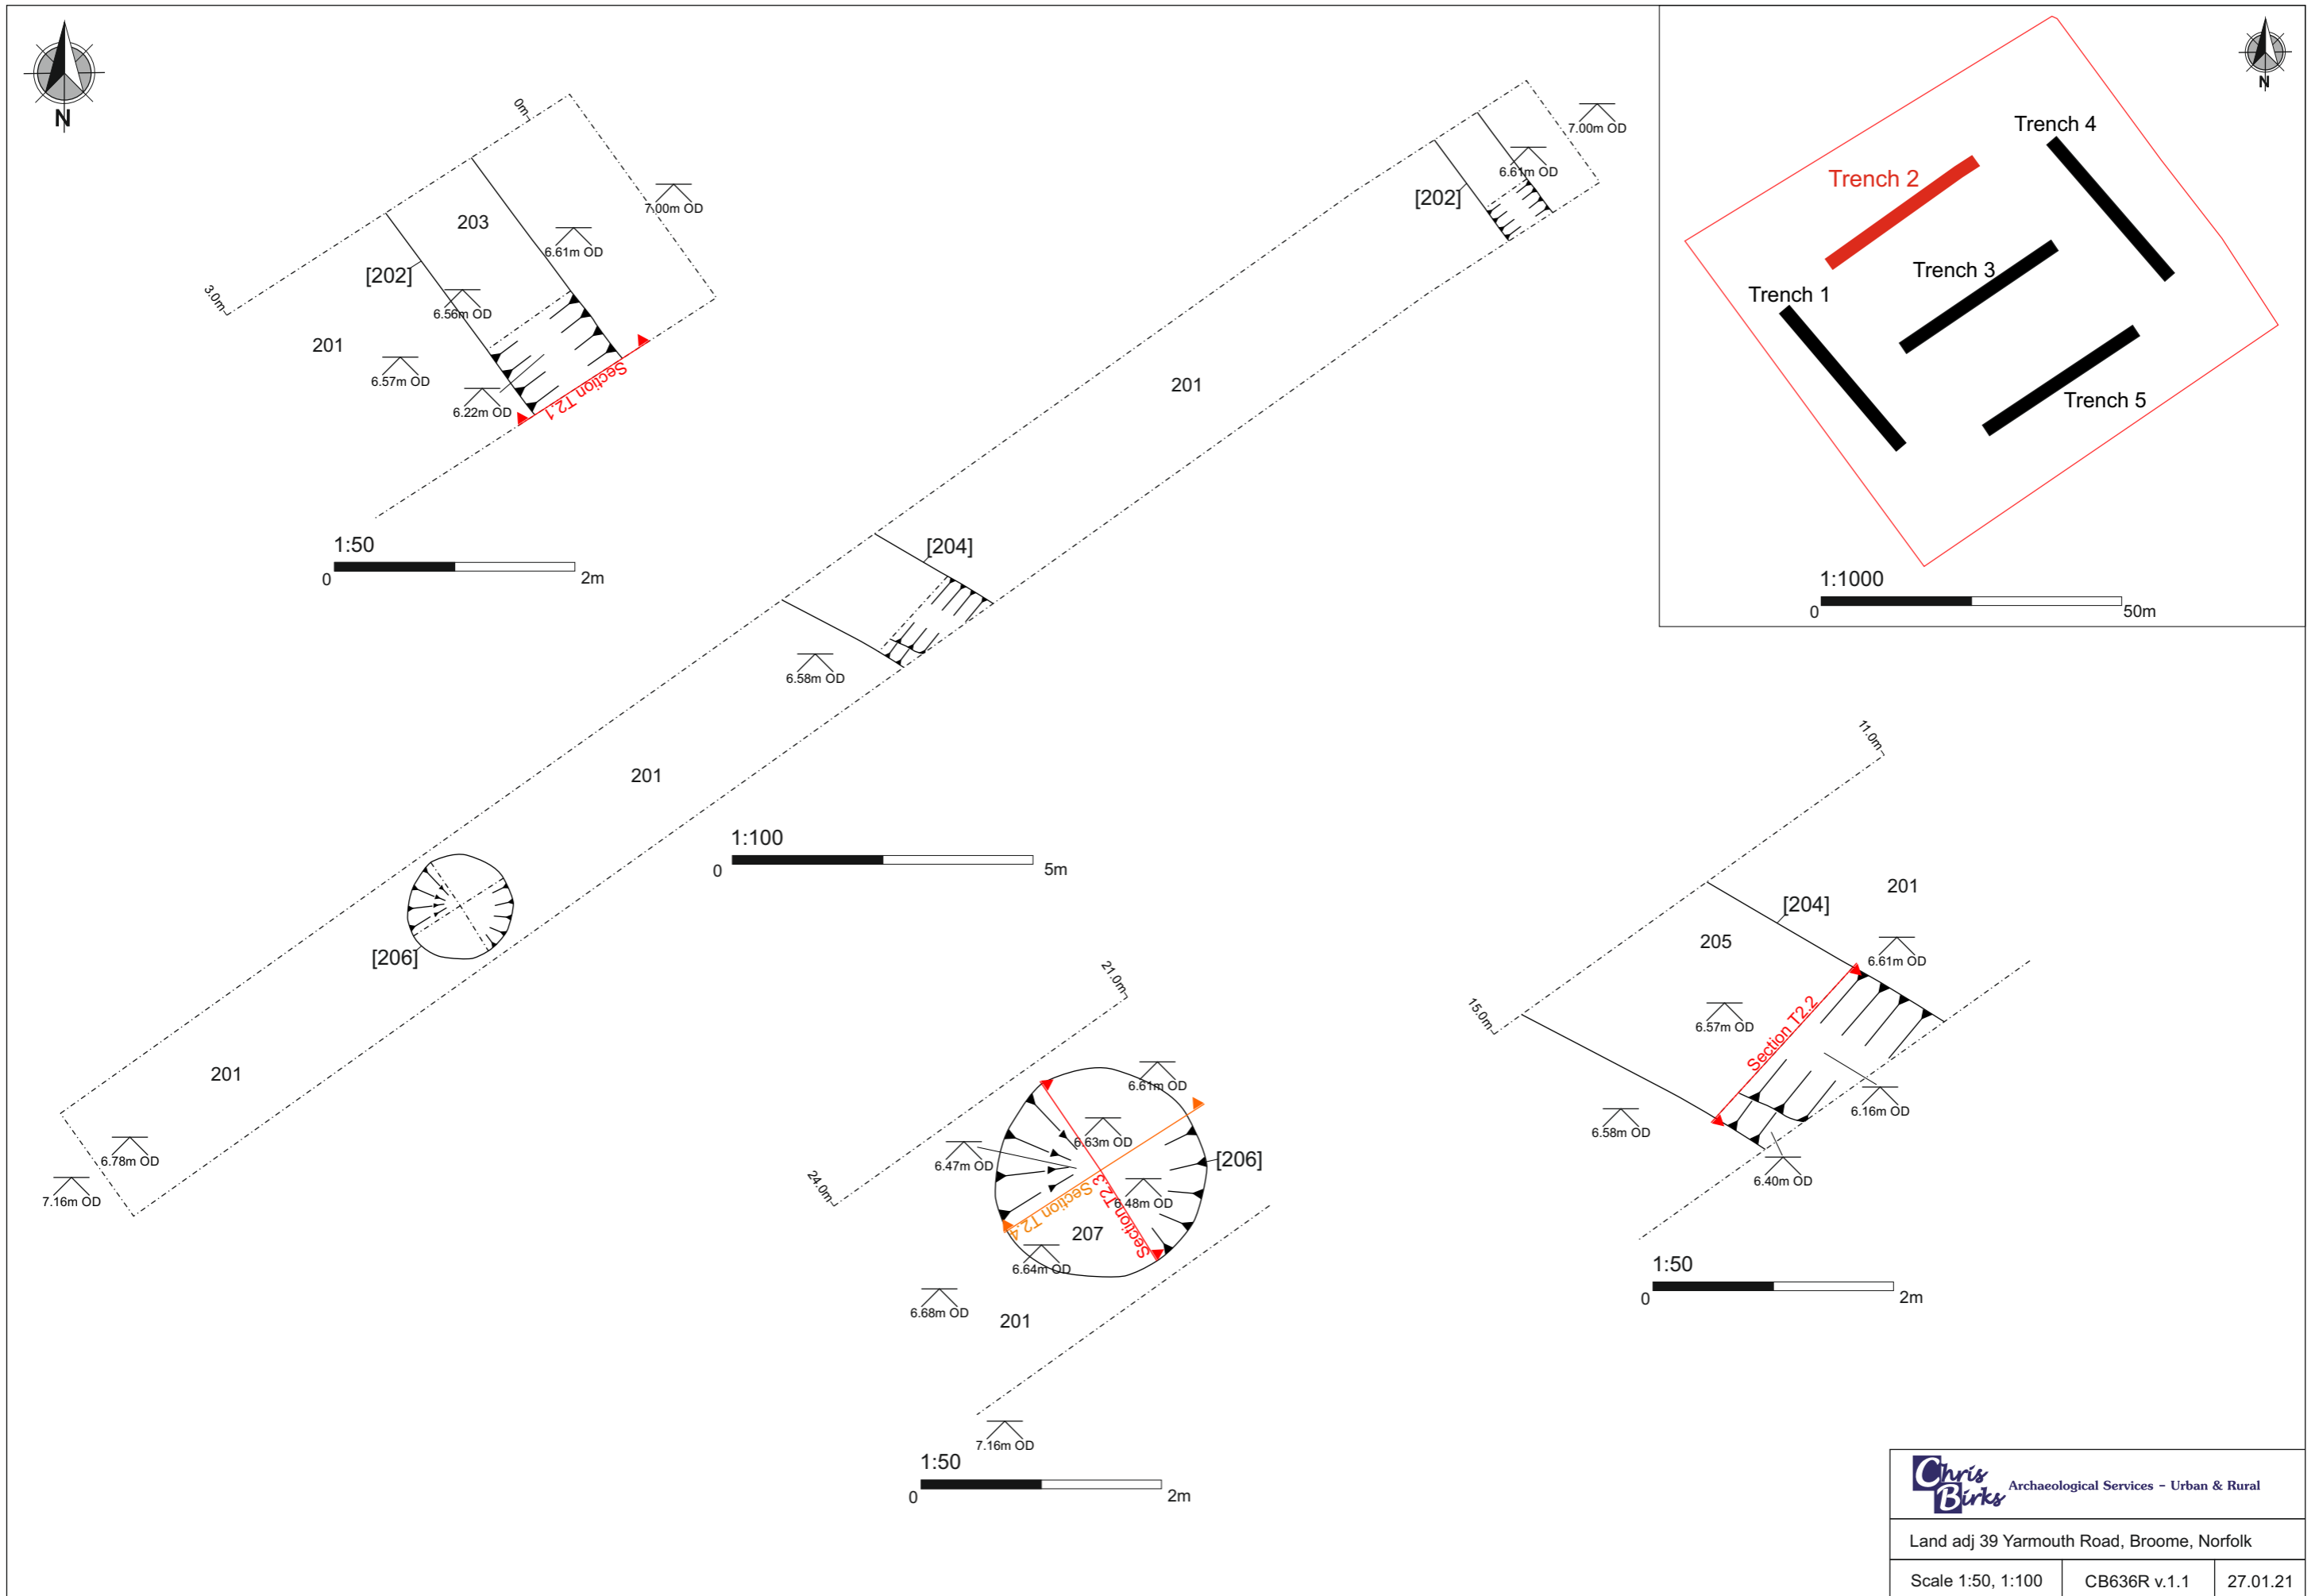 N
0m
7.00m OD
203
6.61m OD
[202]
3.0m
6.56m OD
201
6.57m OD
6.22m OD
Section T2.1
1:50
0
2m
7.00m OD
6.61m OD
[202]
201
[204]
6.58m OD
201
1:100
0
5m
[206]
201
6.78m OD
7.16m OD
N
Trench 4
Trench 2
Trench 3
Trench 1
Trench 5
1:1000
0
50m
11.0m
201
[204]
205
6.61m OD
15.0m
6.57m OD
Section T2.2
6.16m OD
6.58m OD
6.40m OD
1:50
0
2m
21.0m
6.61m OD
6.63m OD
6.47m OD
[206]
24.0m
Section T2.3
Section T2.4
6.48m OD
207
6.64m OD
6.68m OD
201
7.16m OD
1:50
0
2m
Chris
Birks
Archaeological Services - Urban & Rural
Land adj 39 Yarmouth Road, Broome, Norfolk
Scale 1:50, 1:100
CB636R v.1.1
27.01.21